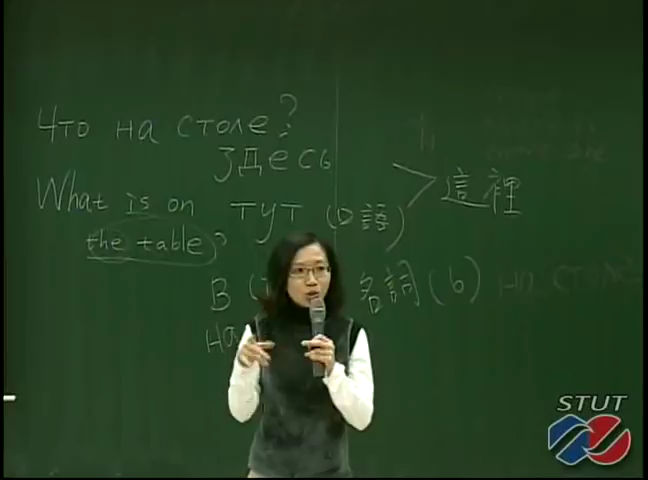 Что на столе?
здесь
What is on
the table?
тут (口語)
這裡
В
名詞(6)
на столе
На
STUT